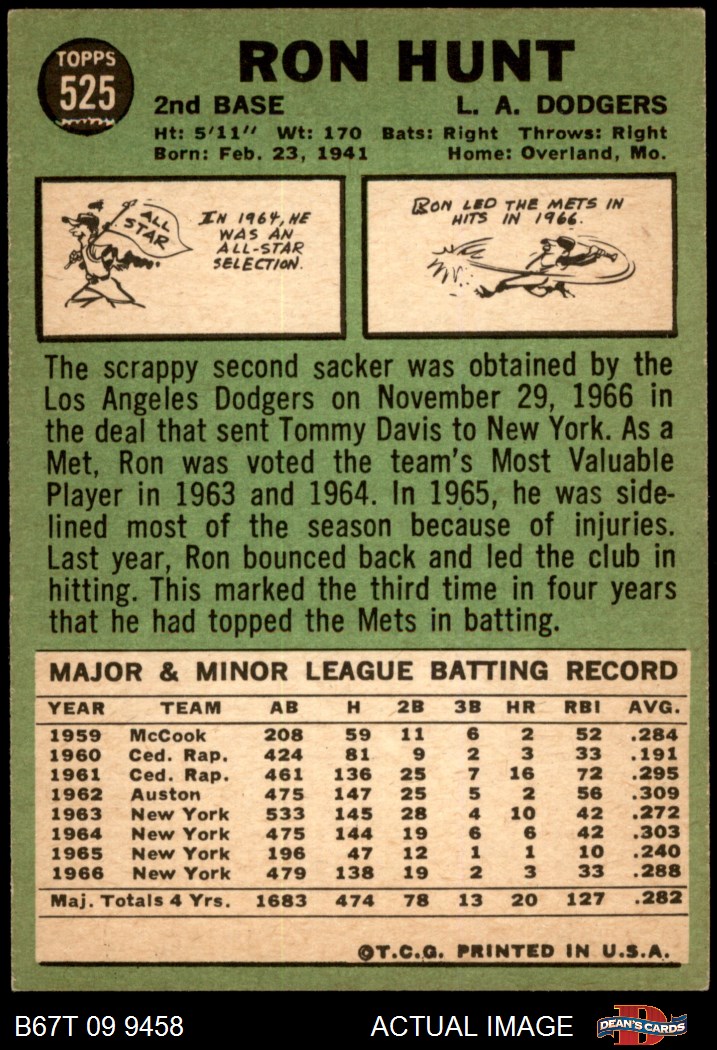 TOPPS
525
RON HUNT
2nd BASE L. A. DODGERS
Ht: 5'11" Wt: 170 Bats: Right Throws: Right
Born: Feb. 23, 1941 Home: Overland, Mo.
ALL
STAR
IN 1964, HE
WAS AN
ALL-STAR
SELECTION.
RON LED THE METS IN
HITS IN 1966.
The scrappy second sacker was obtained by the
Los Angeles Dodgers on November 29, 1966 in
the deal that sent Tommy Davis to New York. As a
Met, Ron was voted the team's Most Valuable
Player in 1963 and 1964. In 1965, he was side-
lined most of the season because of injuries.
Last year, Ron bounced back and led the club in
hitting. This marked the third time in four years
that he had topped the Mets in batting.
MAJOR & MINOR LEAGUE BATTING RECORD
YEAR TEAM AB H 2B 3B HR RBI AVG.
1959 McCook 208 59 11 6 2 52 .284
1960 Ced. Rap. 424 81 9 2 3 33 .191
1961 Ced. Rap. 461 136 25 7 16 72 .295
1962 Auston 475 147 25 5 2 56 .309
1963 New York 533 145 28 4 10 42 .272
1964 New York 475 144 19 6 6 42 .303
1965 New York 196 47 12 1 1 10 .240
1966 New York 479 138 19 2 3 33 .288
Maj. Totals 4 Yrs. 1683 474 78 13 20 127 .282
©T.C.G. PRINTED IN U.S.A.
B67T 09 9458 ACTUAL IMAGE
D
DEAN'S CARDS